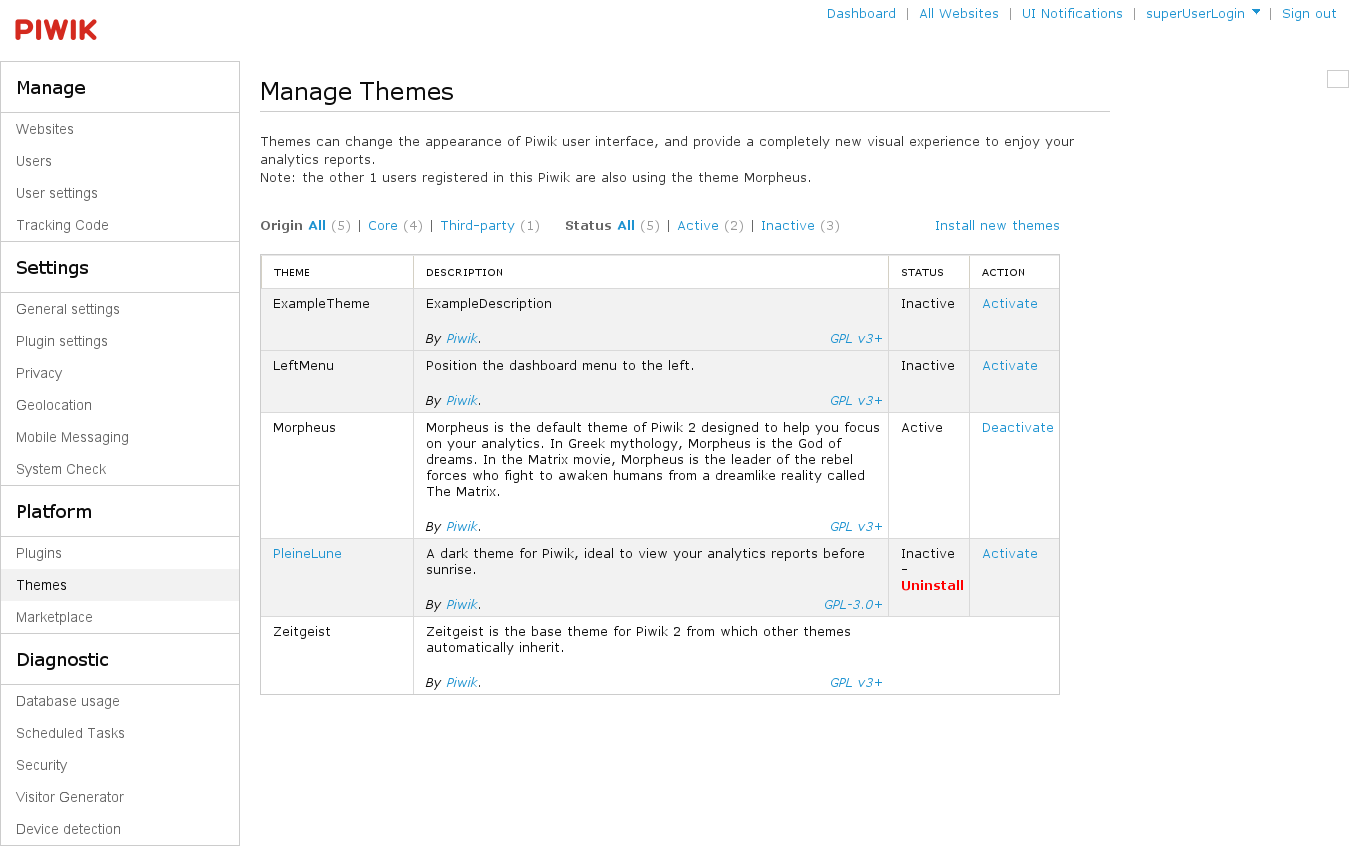 PIWIK
Dashboard | All Websites | UI Notifications | superUserLogin | Sign out
Manage
Websites
Users
User settings
Tracking Code
Settings
General settings
Plugin settings
Privacy
Geolocation
Mobile Messaging
System Check
Platform
Plugins
Themes
Marketplace
Diagnostic
Database usage
Scheduled Tasks
Security
Visitor Generator
Device detection
Manage Themes
Themes can change the appearance of Piwik user interface, and provide a completely new visual experience to enjoy your
analytics reports.
Note: the other 1 users registered in this Piwik are also using the theme Morpheus.
Origin All (5) | Core (4) | Third-party (1) Status All (5) | Active (2) | Inactive (3) Install new themes
THEME DESCRIPTION STATUS ACTION
ExampleTheme ExampleDescription Inactive Activate
By Piwik. GPL v3+
LeftMenu Position the dashboard menu to the left. Inactive Activate
By Piwik. GPL v3+
Morpheus Morpheus is the default theme of Piwik 2 designed to help you focus Active Deactivate
on your analytics. In Greek mythology, Morpheus is the God of
dreams. In the Matrix movie, Morpheus is the leader of the rebel
forces who fight to awaken humans from a dreamlike reality called
The Matrix.
By Piwik. GPL v3+
PleineLune A dark theme for Piwik, ideal to view your analytics reports before Inactive Activate
sunrise. -
Uninstall
By Piwik. GPL-3.0+
Zeitgeist Zeitgeist is the base theme for Piwik 2 from which other themes
automatically inherit.
By Piwik. GPL v3+